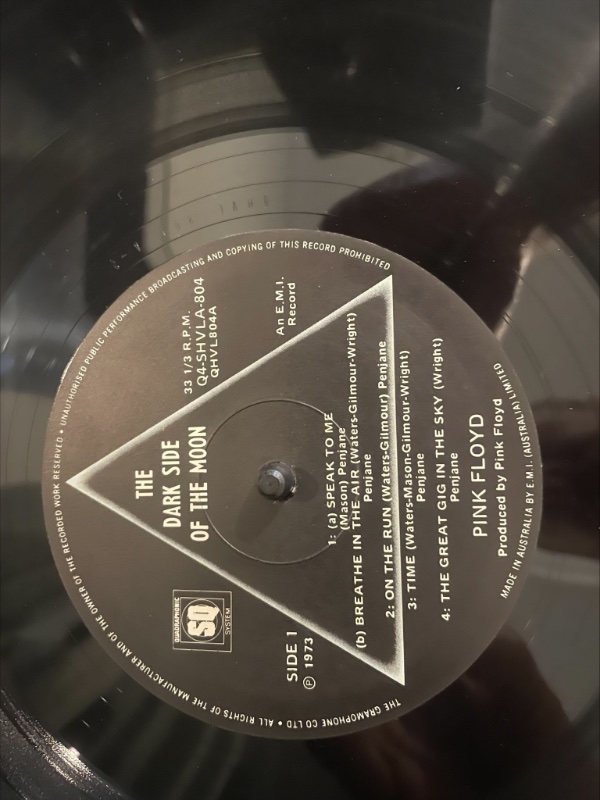 THE GRAMOPHONE CO LTD • ALL RIGHTS OF THE MANUFACTURER AND OF THE OWNER OF THE RECORDED WORK RESERVED • UNAUTHORISED PUBLIC PERFORMANCE BROADCASTING AND COPYING OF THIS RECORD PROHIBITED
THE
DARK SIDE
OF THE MOON
QUADRAPHONIC
SQ
SYSTEM
33 1/3 R.P.M.
Q4-SHVLA-804
QHVL804A
SIDE 1
Ⓟ 1973
An E.M.I.
Record
1: (a) SPEAK TO ME
(Mason) Penjane
(b) BREATHE IN THE AIR (Waters-Gilmour-Wright)
Penjane
2: ON THE RUN (Waters-Gilmour) Penjane
3: TIME (Waters-Mason-Gilmour-Wright)
Penjane
4: THE GREAT GIG IN THE SKY (Wright)
Penjane
PINK FLOYD
Produced by Pink Floyd
MADE IN AUSTRALIA BY E.M.I. (AUSTRALIA) LIMITED